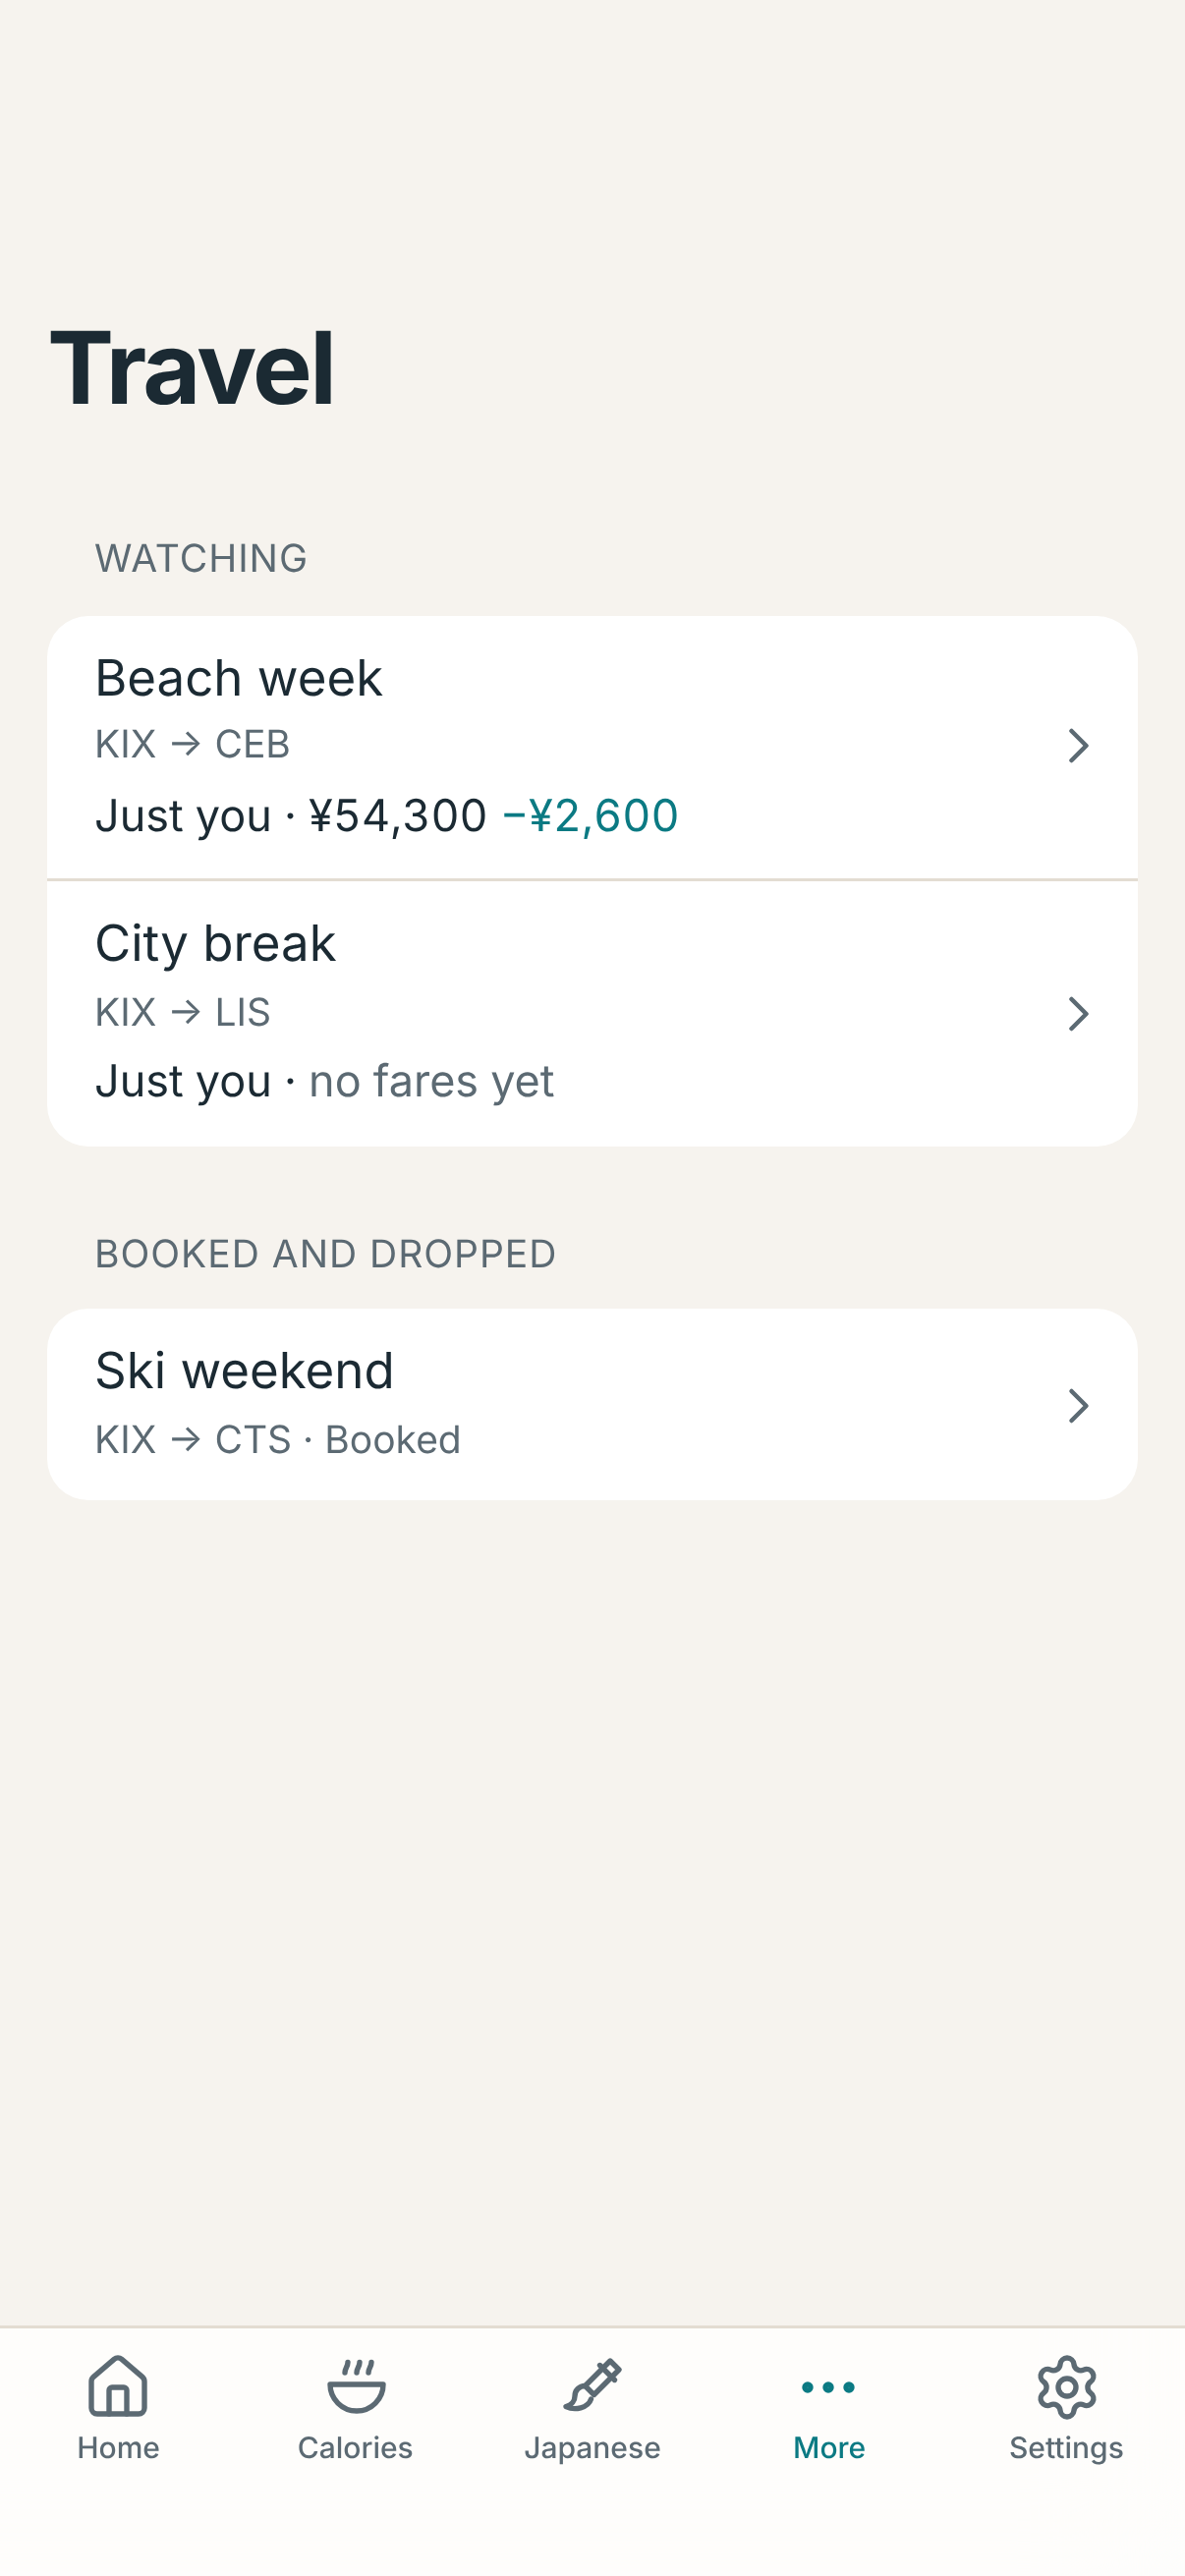 Travel
WATCHING
Beach week
KIX → CEB
Just you · ¥54,300 −¥2,600
City break
KIX → LIS
Just you · no fares yet
BOOKED AND DROPPED
Ski weekend
KIX → CTS · Booked
Home
Calories
Japanese
More
Settings